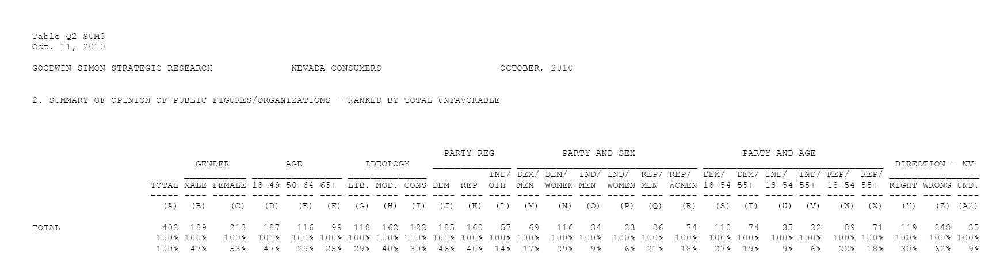 Table Q2_SUM3
Oct. 11, 2010
GOODWIN SIMON STRATEGIC RESEARCH NEVADA CONSUMERS OCTOBER, 2010
2. SUMMARY OF OPINION OF PUBLIC FIGURES/ORGANIZATIONS - RANKED BY TOTAL UNFAVORABLE
PARTY REG PARTY AND SEX PARTY AND AGE
GENDER AGE IDEOLOGY DIRECTION - NV
IND/ DEM/ DEM/ IND/ IND/ REP/ REP/ DEM/ DEM/ IND/ IND/ REP/ REP/
TOTAL MALE FEMALE 18-49 50-64 65+ LIB. MOD. CONS DEM REP OTH MEN WOMEN MEN WOMEN MEN WOMEN 18-54 55+ 18-54 55+ 18-54 55+ RIGHT WRONG UND.
----- ---- ------ ----- ----- ---- ---- ---- ---- ---- ---- ---- ---- ----- ---- ----- ---- ----- ----- ---- ----- ---- ----- ---- ----- ----- ----
(A) (B) (C) (D) (E) (F) (G) (H) (I) (J) (K) (L) (M) (N) (O) (P) (Q) (R) (S) (T) (U) (V) (W) (X) (Y) (Z) (A2)
TOTAL 402 189 213 187 116 99 118 162 122 185 160 57 69 116 34 23 86 74 110 74 35 22 89 71 119 248 35
100% 100% 100% 100% 100% 100% 100% 100% 100% 100% 100% 100% 100% 100% 100% 100% 100% 100% 100% 100% 100% 100% 100% 100% 100% 100% 100%
100% 47% 53% 47% 29% 25% 29% 40% 30% 46% 40% 14% 17% 29% 9% 6% 21% 18% 27% 19% 9% 6% 22% 18% 30% 62% 9%